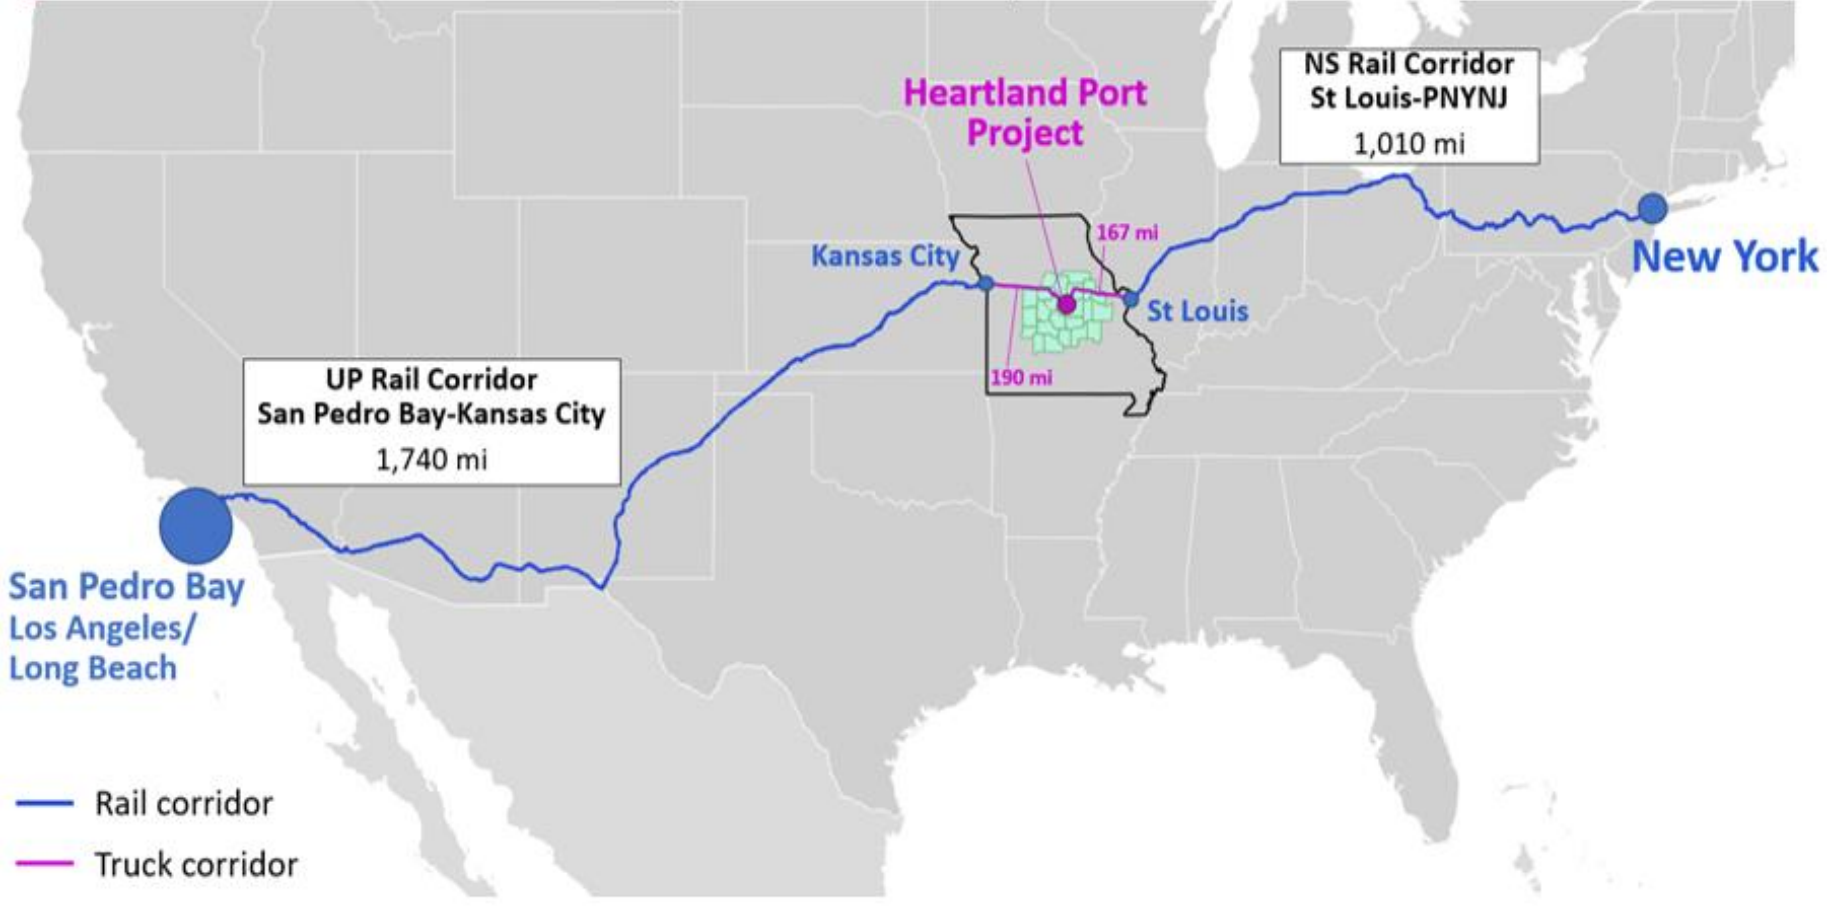 NS Rail Corridor
St Louis-PNYNJ
1,010 mi
Heartland Port
Project
167 mi
Kansas City
New York
St Louis
190 mi
UP Rail Corridor
San Pedro Bay-Kansas City
1,740 mi
San Pedro Bay
Los Angeles/
Long Beach
Rail corridor
Truck corridor